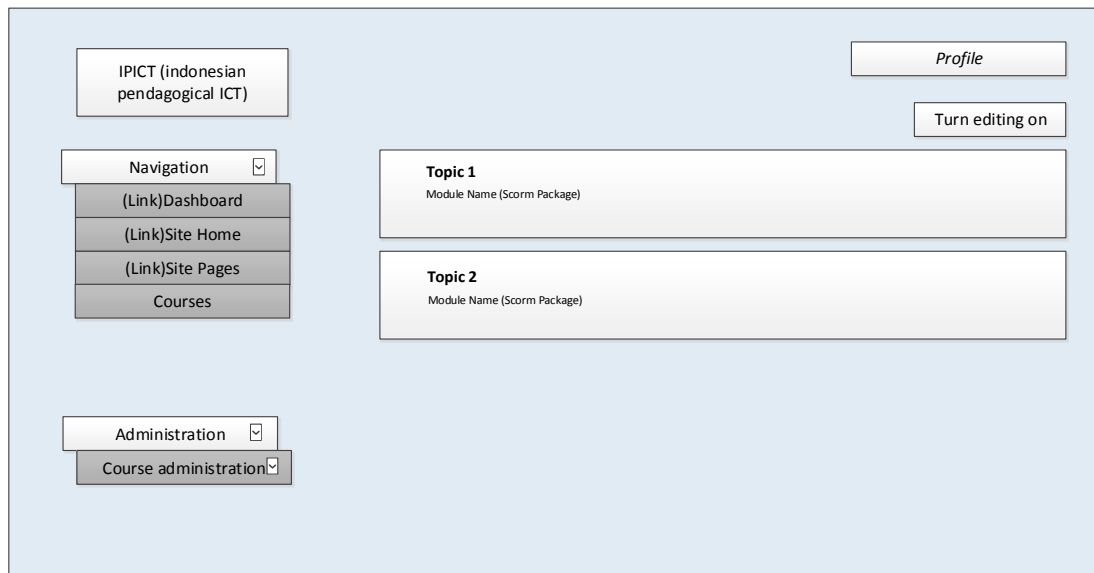 IPICT (indonesian
pendagogical ICT)
Profile
Turn editing on
Navigation
(Link)Dashboard
(Link)Site Home
(Link)Site Pages
Courses
Topic 1
Module Name (Scorm Package)
Topic 2
Module Name (Scorm Package)
Administration
Course administration